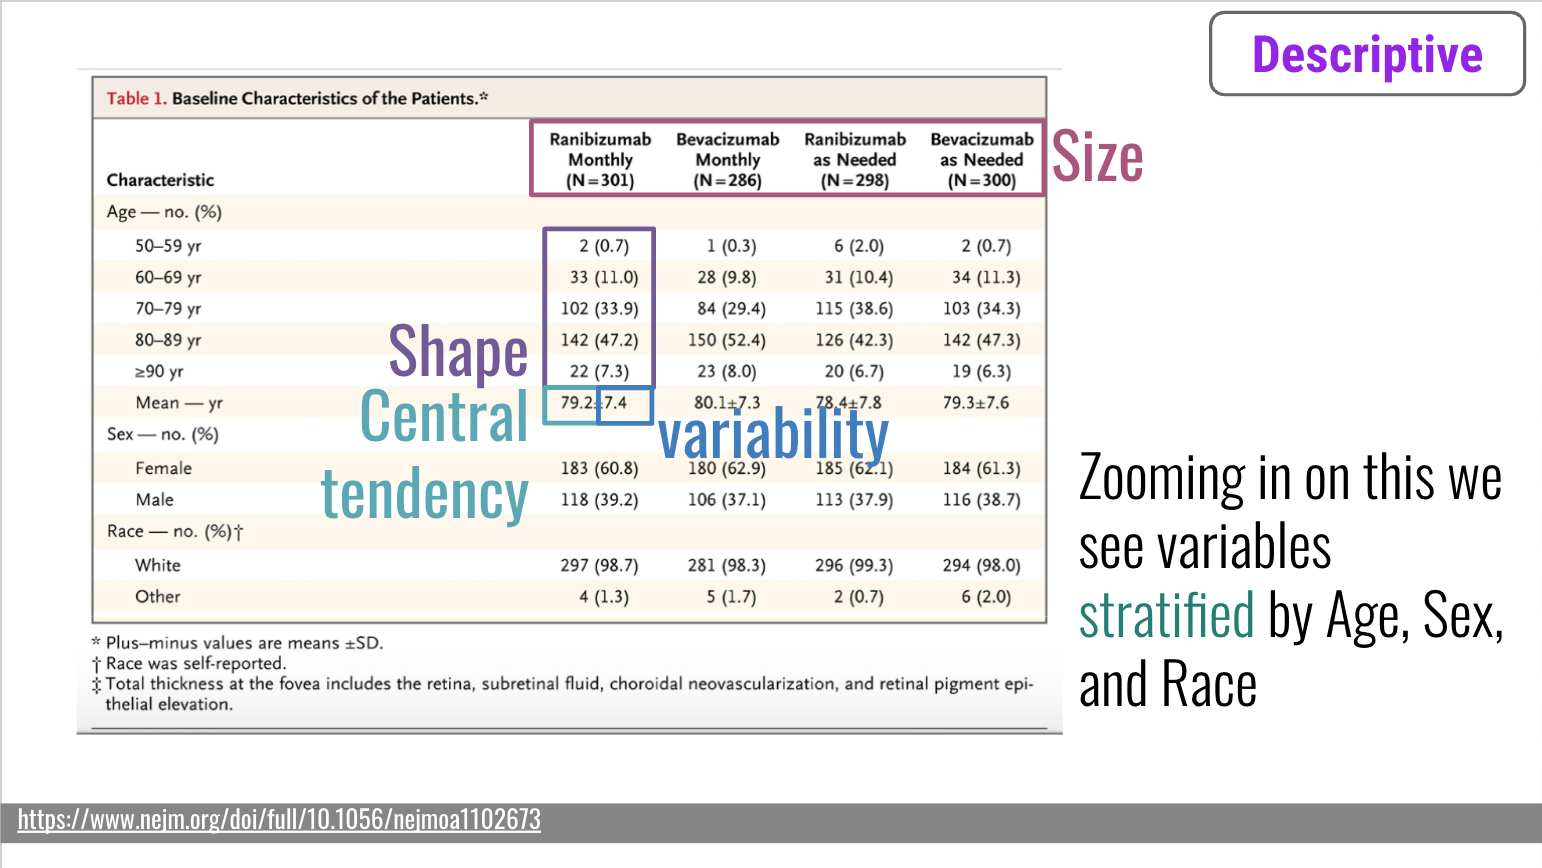 Descriptive
Table 1. Baseline Characteristics of the Patients.*
Characteristic
Ranibizumab Monthly (N=301)
Bevacizumab Monthly (N=286)
Ranibizumab as Needed (N=298)
Bevacizumab as Needed (N=300)
Size
Age — no. (%)
50–59 yr 2 (0.7) 1 (0.3) 6 (2.0) 2 (0.7)
60–69 yr 33 (11.0) 28 (9.8) 31 (10.4) 34 (11.3)
70–79 yr 102 (33.9) 84 (29.4) 115 (38.6) 103 (34.3)
80–89 yr 142 (47.2) 150 (52.4) 126 (42.3) 142 (47.3)
≥90 yr 22 (7.3) 23 (8.0) 20 (6.7) 19 (6.3)
Mean — yr 79.2±7.4 80.1±7.3 78.4±7.8 79.3±7.6
Sex — no. (%)
Female 183 (60.8) 180 (62.9) 185 (62.1) 184 (61.3)
Male 118 (39.2) 106 (37.1) 113 (37.9) 116 (38.7)
Race — no. (%)†
White 297 (98.7) 281 (98.3) 296 (99.3) 294 (98.0)
Other 4 (1.3) 5 (1.7) 2 (0.7) 6 (2.0)
Shape
Central
tendency
variability
* Plus–minus values are means ±SD.
† Race was self-reported.
‡ Total thickness at the fovea includes the retina, subretinal fluid, choroidal neovascularization, and retinal pigment epi-
thelial elevation.
Zooming in on this we
see variables
stratified by Age, Sex,
and Race
https://www.nejm.org/doi/full/10.1056/nejmoa1102673